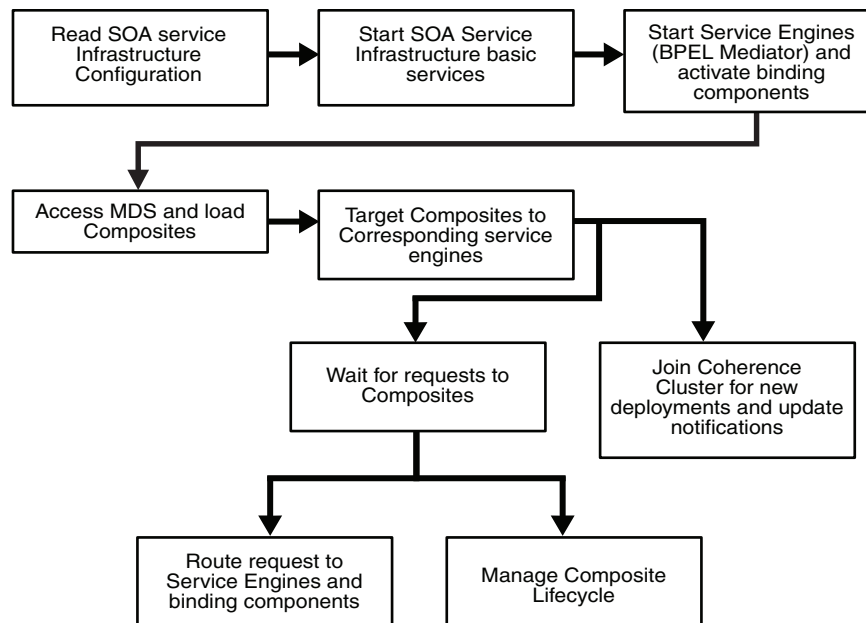 Read SOA service
Infrastructure
Configuration
Start SOA Service
Infrastructure basic
services
Start Service Engines
(BPEL Mediator) and
activate binding
components
Access MDS and load
Composites
Target Composites to
Corresponding service
engines
Wait for requests to
Composites
Join Coherence
Cluster for new
deployments and update
notifications
Route request to
Service Engines and
binding components
Manage Composite
Lifecycle